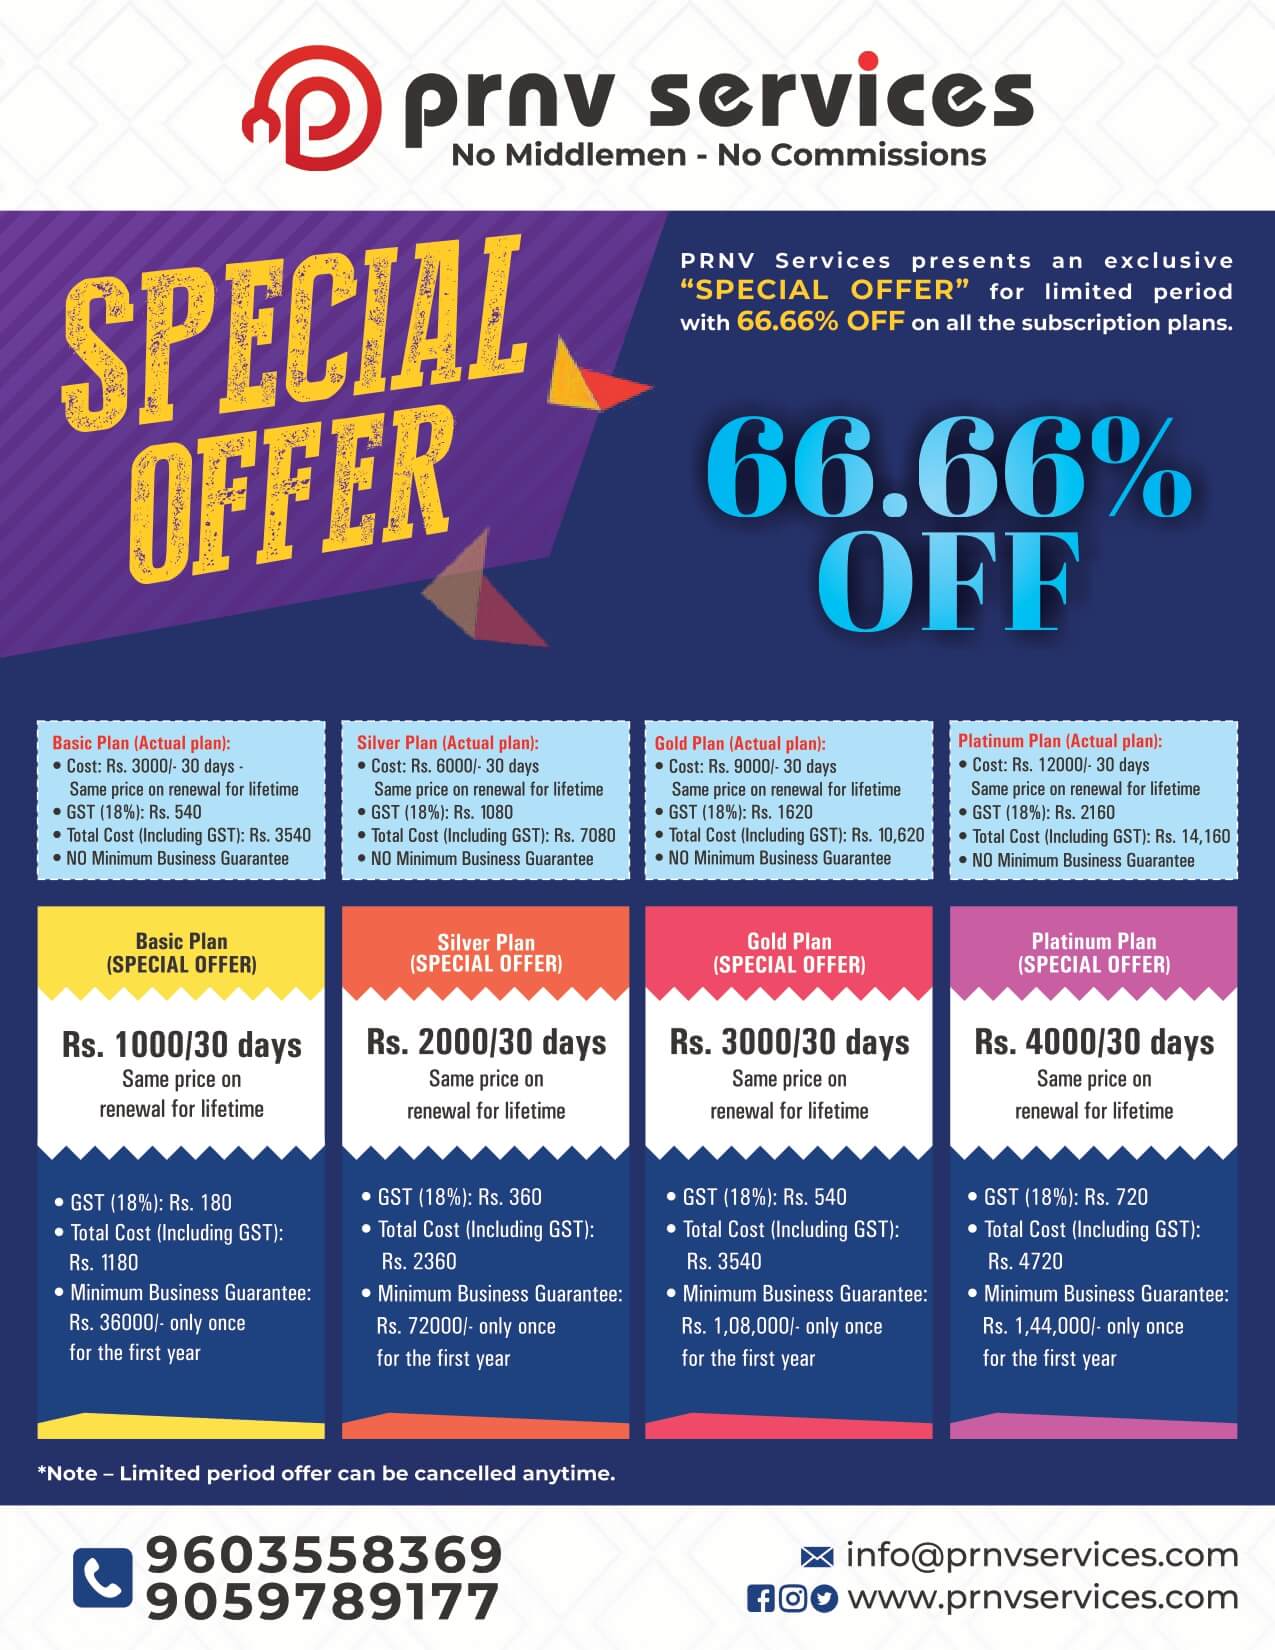 prnv services
No Middlemen - No Commissions
SPECIAL
OFFER
PRNV Services presents an exclusive
“SPECIAL OFFER” for limited period
with 66.66% OFF on all the subscription plans.
66.66%
OFF
Basic Plan (Actual plan):
• Cost: Rs. 3000/- 30 days -
Same price on renewal for lifetime
• GST (18%): Rs. 540
• Total Cost (Including GST): Rs. 3540
• NO Minimum Business Guarantee
Silver Plan (Actual plan):
• Cost: Rs. 6000/- 30 days
Same price on renewal for lifetime
• GST (18%): Rs. 1080
• Total Cost (Including GST): Rs. 7080
• NO Minimum Business Guarantee
Gold Plan (Actual plan):
• Cost: Rs. 9000/- 30 days
Same price on renewal for lifetime
• GST (18%): Rs. 1620
• Total Cost (Including GST): Rs. 10,620
• NO Minimum Business Guarantee
Platinum Plan (Actual plan):
• Cost: Rs. 12000/- 30 days
Same price on renewal for lifetime
• GST (18%): Rs. 2160
• Total Cost (Including GST): Rs. 14,160
• NO Minimum Business Guarantee
Basic Plan
(SPECIAL OFFER)
Rs. 1000/30 days
Same price on
renewal for lifetime
• GST (18%): Rs. 180
• Total Cost (Including GST):
Rs. 1180
• Minimum Business Guarantee:
Rs. 36000/- only once
for the first year
Silver Plan
(SPECIAL OFFER)
Rs. 2000/30 days
Same price on
renewal for lifetime
• GST (18%): Rs. 360
• Total Cost (Including GST):
Rs. 2360
• Minimum Business Guarantee:
Rs. 72000/- only once
for the first year
Gold Plan
(SPECIAL OFFER)
Rs. 3000/30 days
Same price on
renewal for lifetime
• GST (18%): Rs. 540
• Total Cost (Including GST):
Rs. 3540
• Minimum Business Guarantee:
Rs. 1,08,000/- only once
for the first year
Platinum Plan
(SPECIAL OFFER)
Rs. 4000/30 days
Same price on
renewal for lifetime
• GST (18%): Rs. 720
• Total Cost (Including GST):
Rs. 4720
• Minimum Business Guarantee:
Rs. 1,44,000/- only once
for the first year
*Note – Limited period offer can be cancelled anytime.
9603558369
9059789177
info@prnvservices.com
www.prnvservices.com